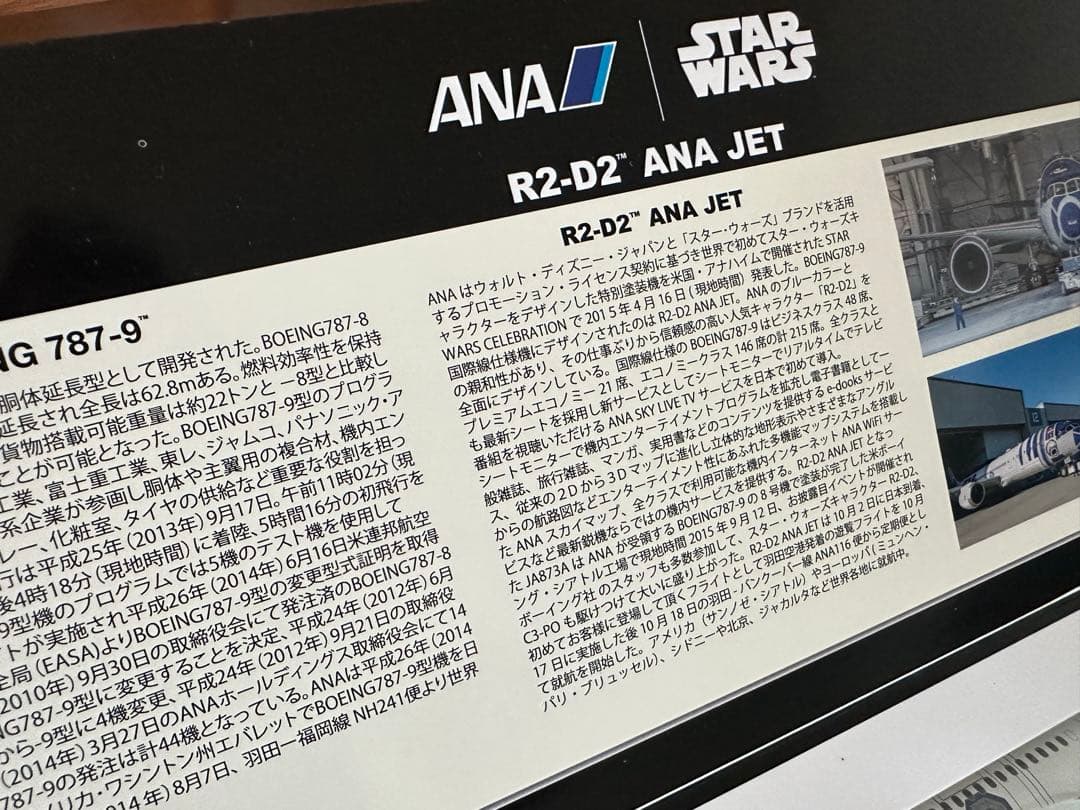 ANA
STAR
WARS
R2-D2™ ANA JET
NG 787-9™
胴体延長型として開発された。BOEING787-8
延長され全長は62.8mある。燃料効率性を保持
貨物搭載可能重量は約22トンと−8型と比較し
ことが可能となった。BOEING787-9型のプログラ
工業、富士重工業、東レ、ジャムコ、パナソニック・ア
系企業が参画し胴体や主翼用の複合材、機内エン
レー、化粧室、タイヤの供給など重要な役割を担っ
行は平成25年（2013年）9月17日。午前11時02分（現
後4時18分（現地時間）に着陸、5時間16分の初飛行を
9型機のプログラムでは5機のテスト機を使用して
イトが実施され平成26年（2014年）6月16日米連邦航空
全局（EASA）よりBOEING787-9型の変更型式証明を取得
2010年）9月30日の取締役会にて発注済のBOEING787-8
NG787-9型に変更することを決定、平成24年（2012年）6月
から-9型に4機変更、平成24年（2012年）9月21日の取締役
（2014年）3月27日のANAホールディングス取締役会にて14
787-9の発注は計44機となっている。ANAは平成26年（2014
メリカ・ワシントン州エバレットでBOEING787-9型機を日
014年）8月7日、羽田ー福岡線 NH241便より世界
R2-D2™ ANA JET
ANAはウォルト・ディズニー・ジャパンと「スター・ウォーズ」ブランドを活用
するプロモーション・ライセンス契約に基づき世界で初めてスター・ウォーズキ
ャラクターをデザインした特別塗装機を米国・アナハイムで開催されたSTAR
WARS CELEBRATIONで2015年4月16日（現地時間）発表した。BOEING787-9
国際線仕様機にデザインされたのはR2-D2 ANA JET。ANAのブルーカラーと
の親和性があり、その仕事ぶりから信頼感の高い人気キャラクター「R2-D2」を
全面にデザインしている。国際線仕様のBOEING787-9はビジネスクラス48席、
プレミアムエコノミー21席、エコノミークラス146席の計215席。全クラスと
も最新シートを採用し新サービスとしてシートモニターでリアルタイムでテレビ
番組を視聴いただけるANA SKY LIVE TVサービスを日本で初めて導入。
シートモニターで機内エンターテイメントプログラムを拡充し電子書籍として一
般雑誌、旅行雑誌、マンガ、実用書などのコンテンツを提供するe-dooksサービ
ス、従来の2Dから3Dマップに進化し立体的な地形表示やさまざまなアングル
からの航路図などエンターテイメント性にあふれた多機能マップシステムを搭載し
たANAスカイマップ、全クラスで利用可能な機内インターネットANA WiFiサー
ビスなど最新鋭機ならではの機内サービスを提供する。R2-D2 ANA JETとなっ
たJA873AはANAが受領するBOEING787-9の8号機で塗装が完了した米ボーイ
ング・シアトル工場で現地時間2015年9月12日、お披露目イベントが開催され
ボーイング社のスタッフも多数参加して、スター・ウォーズキャラクターR2-D2、
C3-POも駆けつけて大いに盛り上がった。R2-D2 ANA JETは10月2日に日本到着、
初めてお客様に登場して頂くフライトとして羽田空港発着の遊覧フライトを10月
17日に実施した後10月18日の羽田・バンクーバー線ANA116便から定期便とし
て就航を開始した。アメリカ（サンノゼ・シアトル）やヨーロッパ（ミュンヘン・
パリ・ブリュッセル）、シドニーや北京、ジャカルタなど世界各地に就航中。